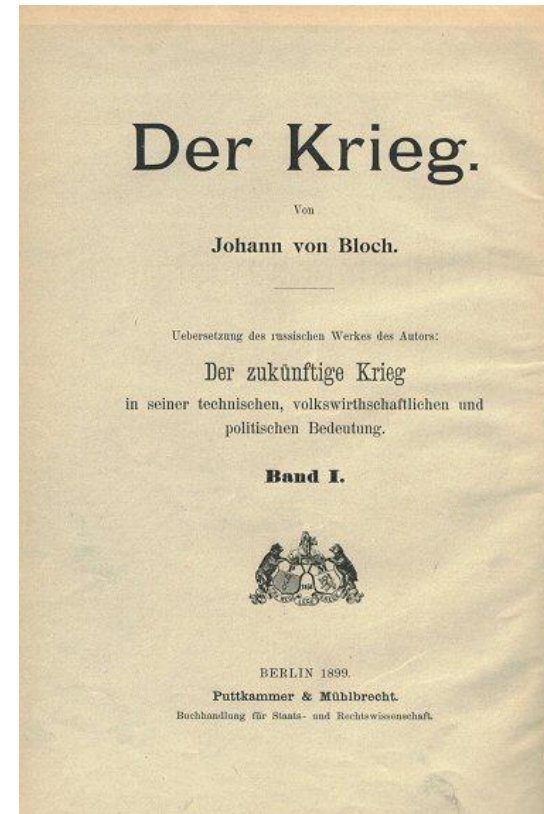 Der Krieg.
Von
Johann von Bloch.
Uebersetzung des russischen Werkes des Autors:
Der zukünftige Krieg
in seiner technischen, volkswirthschaftlichen und
politischen Bedeutung.
Band I.
BERLIN 1899.
Puttkammer & Mühlbrecht.
Buchhandlung für Staats- und Rechtswissenschaft.